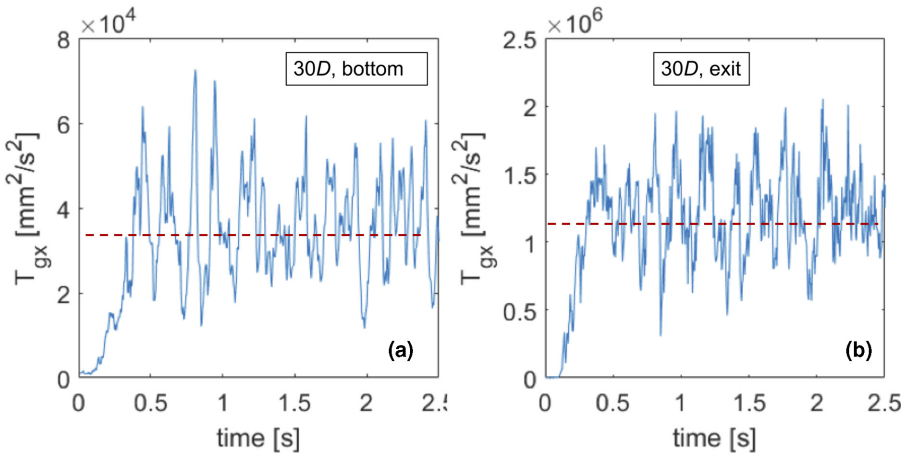 ×10⁴
8
6
4
2
0
T_gx [mm²/s²]
30D, bottom
(a)
0 0.5 1 1.5 2 2.5
time [s]
×10⁶
2.5
2
1.5
1
0.5
0
T_gx [mm²/s²]
30D, exit
(b)
0 0.5 1 1.5 2 2.5
time [s]